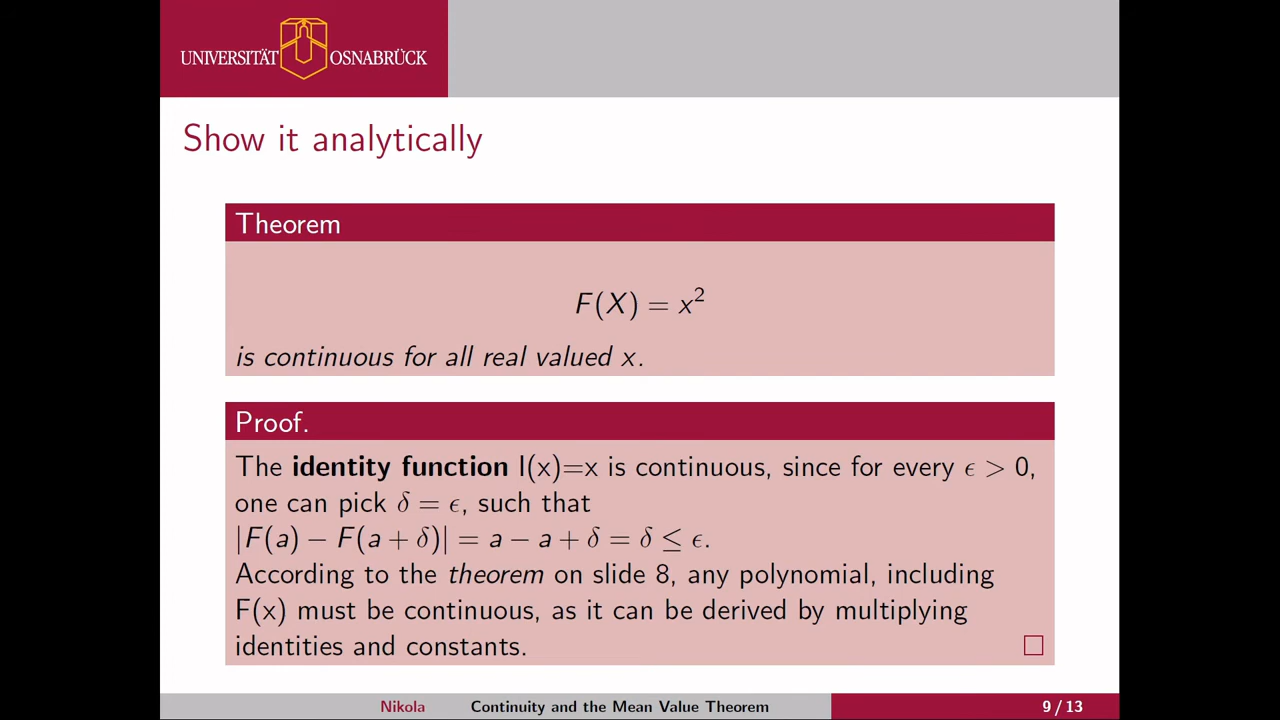 UNIVERSITÄT OSNABRÜCK
Show it analytically
Theorem
F(X) = x²
is continuous for all real valued x.
Proof.
The identity function I(x)=x is continuous, since for every ϵ > 0,
one can pick δ = ϵ, such that
|F(a) − F(a + δ)| = a − a + δ = δ ≤ ϵ.
According to the theorem on slide 8, any polynomial, including
F(x) must be continuous, as it can be derived by multiplying
identities and constants.
Nikola Continuity and the Mean Value Theorem 9 / 13